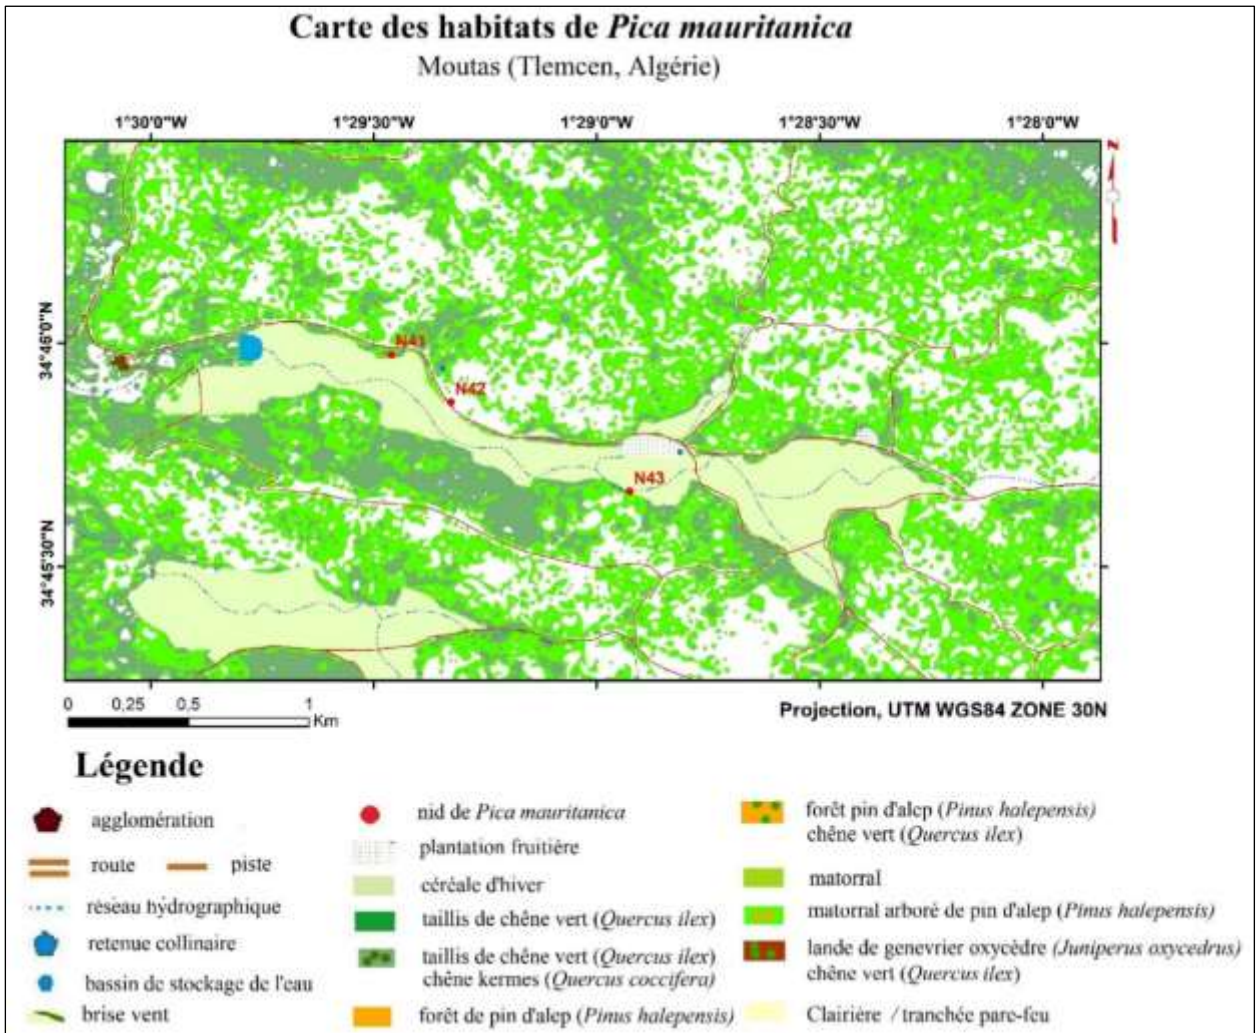 Carte des habitats de Pica mauritanica
Moutas (Tlemcen, Algérie)
1°30'0"W 1°29'30"W 1°29'0"W 1°28'30"W 1°28'0"W
Z
34°46'0"N
34°45'30"N
N41
N42
N43
0 0,25 0,5 1
Km
Projection, UTM WGS84 ZONE 30N
Légende
agglomération
route piste
réseau hydrographique
retenue collinaire
bassin de stockage de l'eau
brise vent
nid de Pica mauritanica
plantation fruitière
céréale d'hiver
taillis de chêne vert (Quercus ilex)
taillis de chêne vert (Quercus ilex)
chêne kermes (Quercus coccifera)
forêt de pin d'alep (Pinus halepensis)
forêt pin d'alep (Pinus halepensis)
chêne vert (Quercus ilex)
matorral
matorral arboré de pin d'alep (Pinus halepensis)
lande de genevrier oxycèdre (Juniperus oxycedrus)
chêne vert (Quercus ilex)
Clairière / tranchée pare-feu